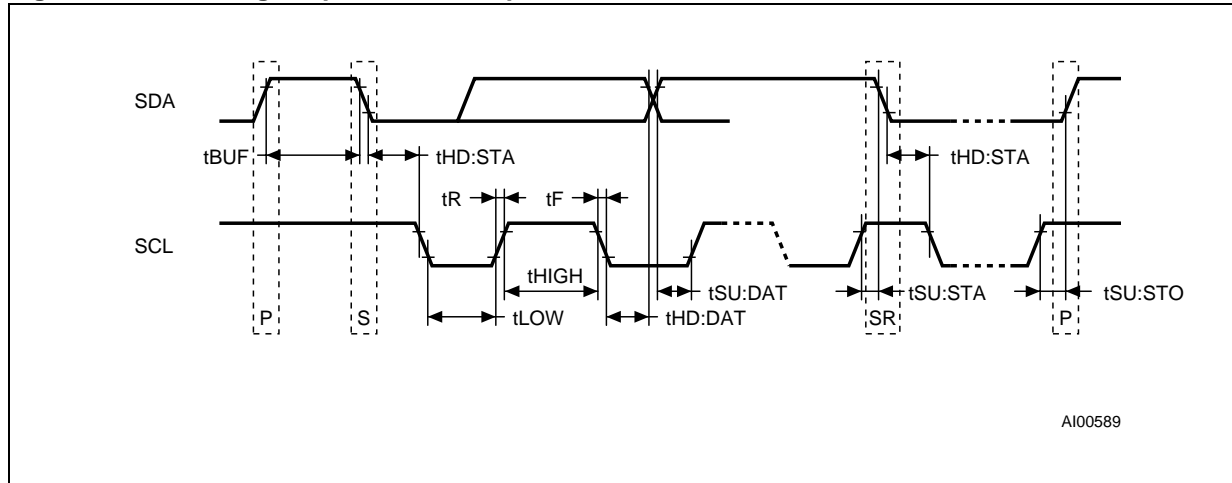 SDA
tBUF
tHD:STA
tHD:STA
tR
tF
SCL
tHIGH
tSU:DAT
tSU:STA
tSU:STO
P
S
tLOW
tHD:DAT
SR
P
AI00589